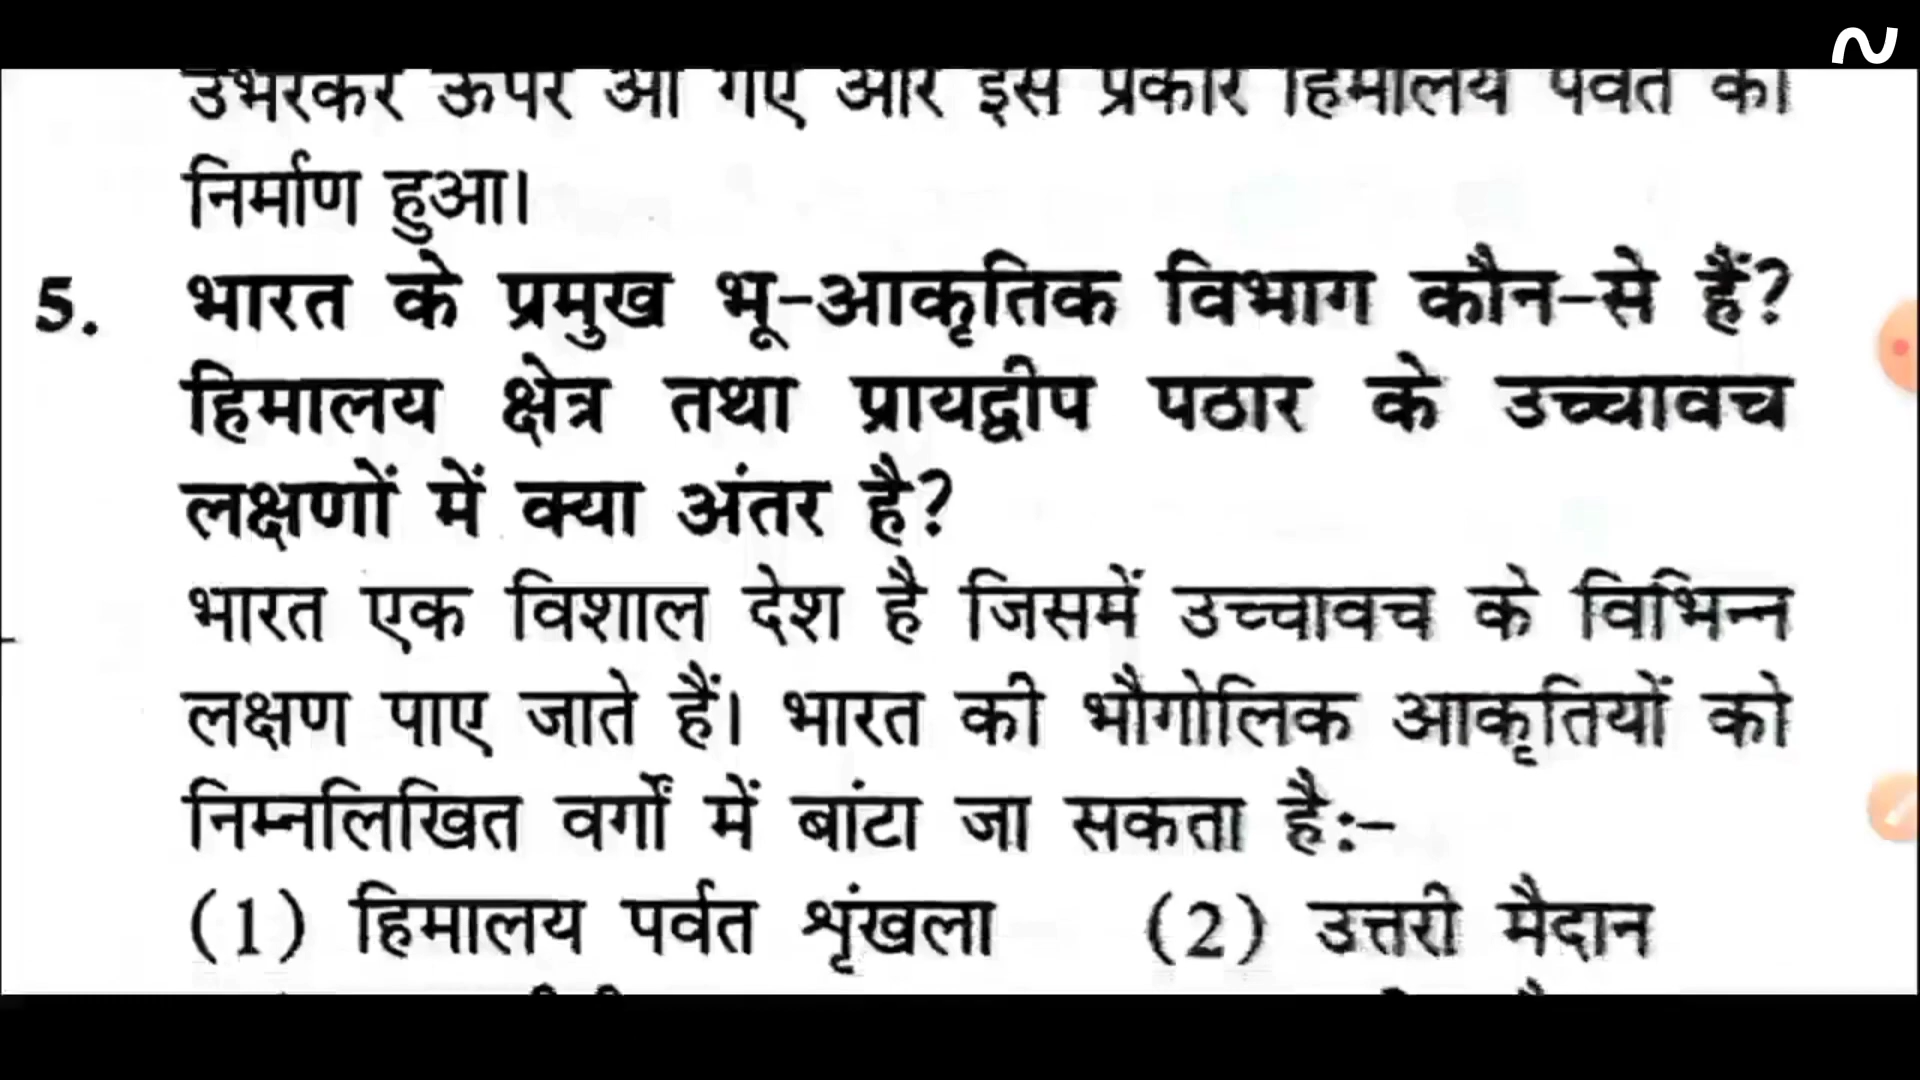 उभरकर ऊपर आ गए और इस प्रकार हिमालय पर्वत का
निर्माण हुआ।
5. भारत के प्रमुख भू-आकृतिक विभाग कौन-से हैं?
हिमालय क्षेत्र तथा प्रायद्वीप पठार के उच्चावच
लक्षणों में क्या अंतर है?
भारत एक विशाल देश है जिसमें उच्चावच के विभिन्न
लक्षण पाए जाते हैं। भारत की भौगोलिक आकृतियों को
निम्नलिखित वर्गों में बांटा जा सकता है:-
(1) हिमालय पर्वत श्रृंखला (2) उत्तरी मैदान